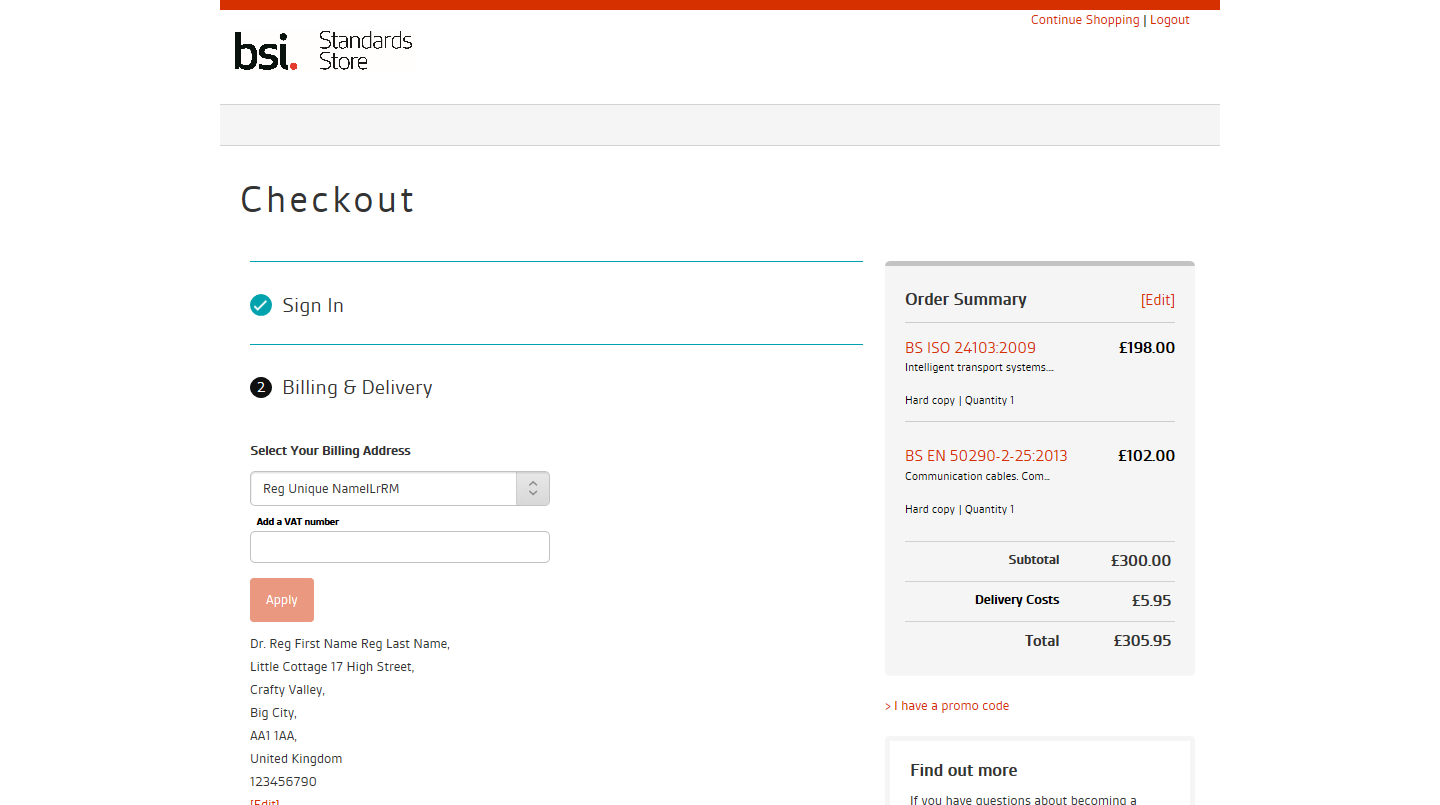 Continue Shopping | Logout
bsi. Standards
Store
Checkout
Sign In
2 Billing & Delivery
Select Your Billing Address
Reg Unique NameILrRM
Add a VAT number
Apply
Dr. Reg First Name Reg Last Name,
Little Cottage 17 High Street,
Crafty Valley,
Big City,
AA1 1AA,
United Kingdom
123456790
[Edit]
Order Summary [Edit]
BS ISO 24103:2009 £198.00
Intelligent transport systems....
Hard copy | Quantity 1
BS EN 50290-2-25:2013 £102.00
Communication cables. Com...
Hard copy | Quantity 1
Subtotal £300.00
Delivery Costs £5.95
Total £305.95
> I have a promo code
Find out more
If you have questions about becoming a